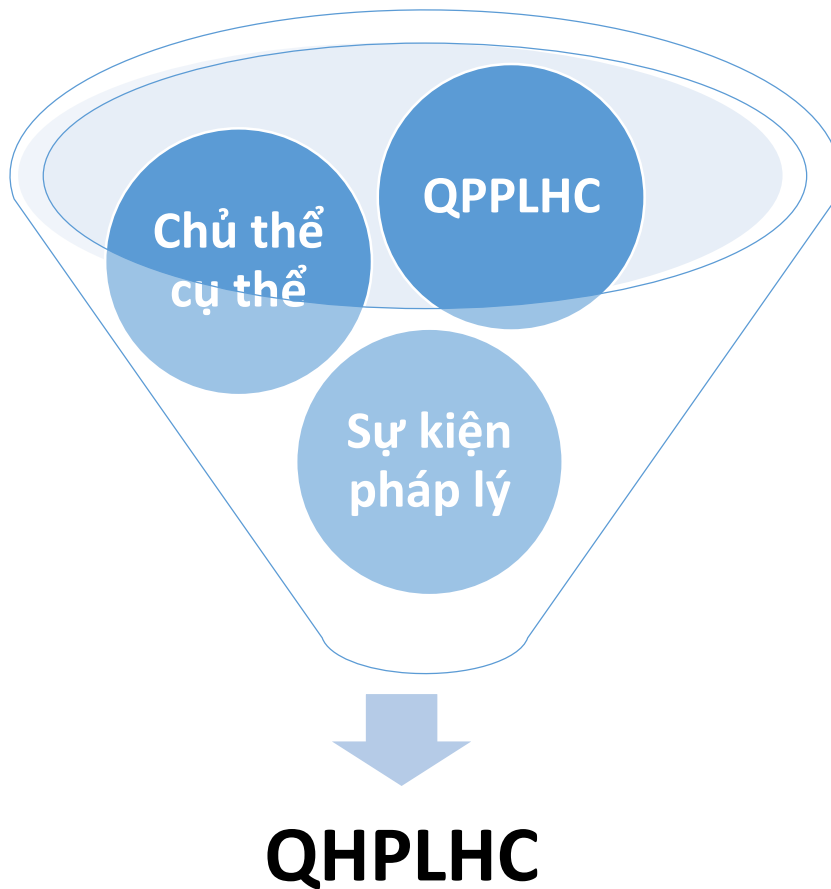 Chủ thể
cụ thể
QPPLHC
Sự kiện
pháp lý
QHPLHC